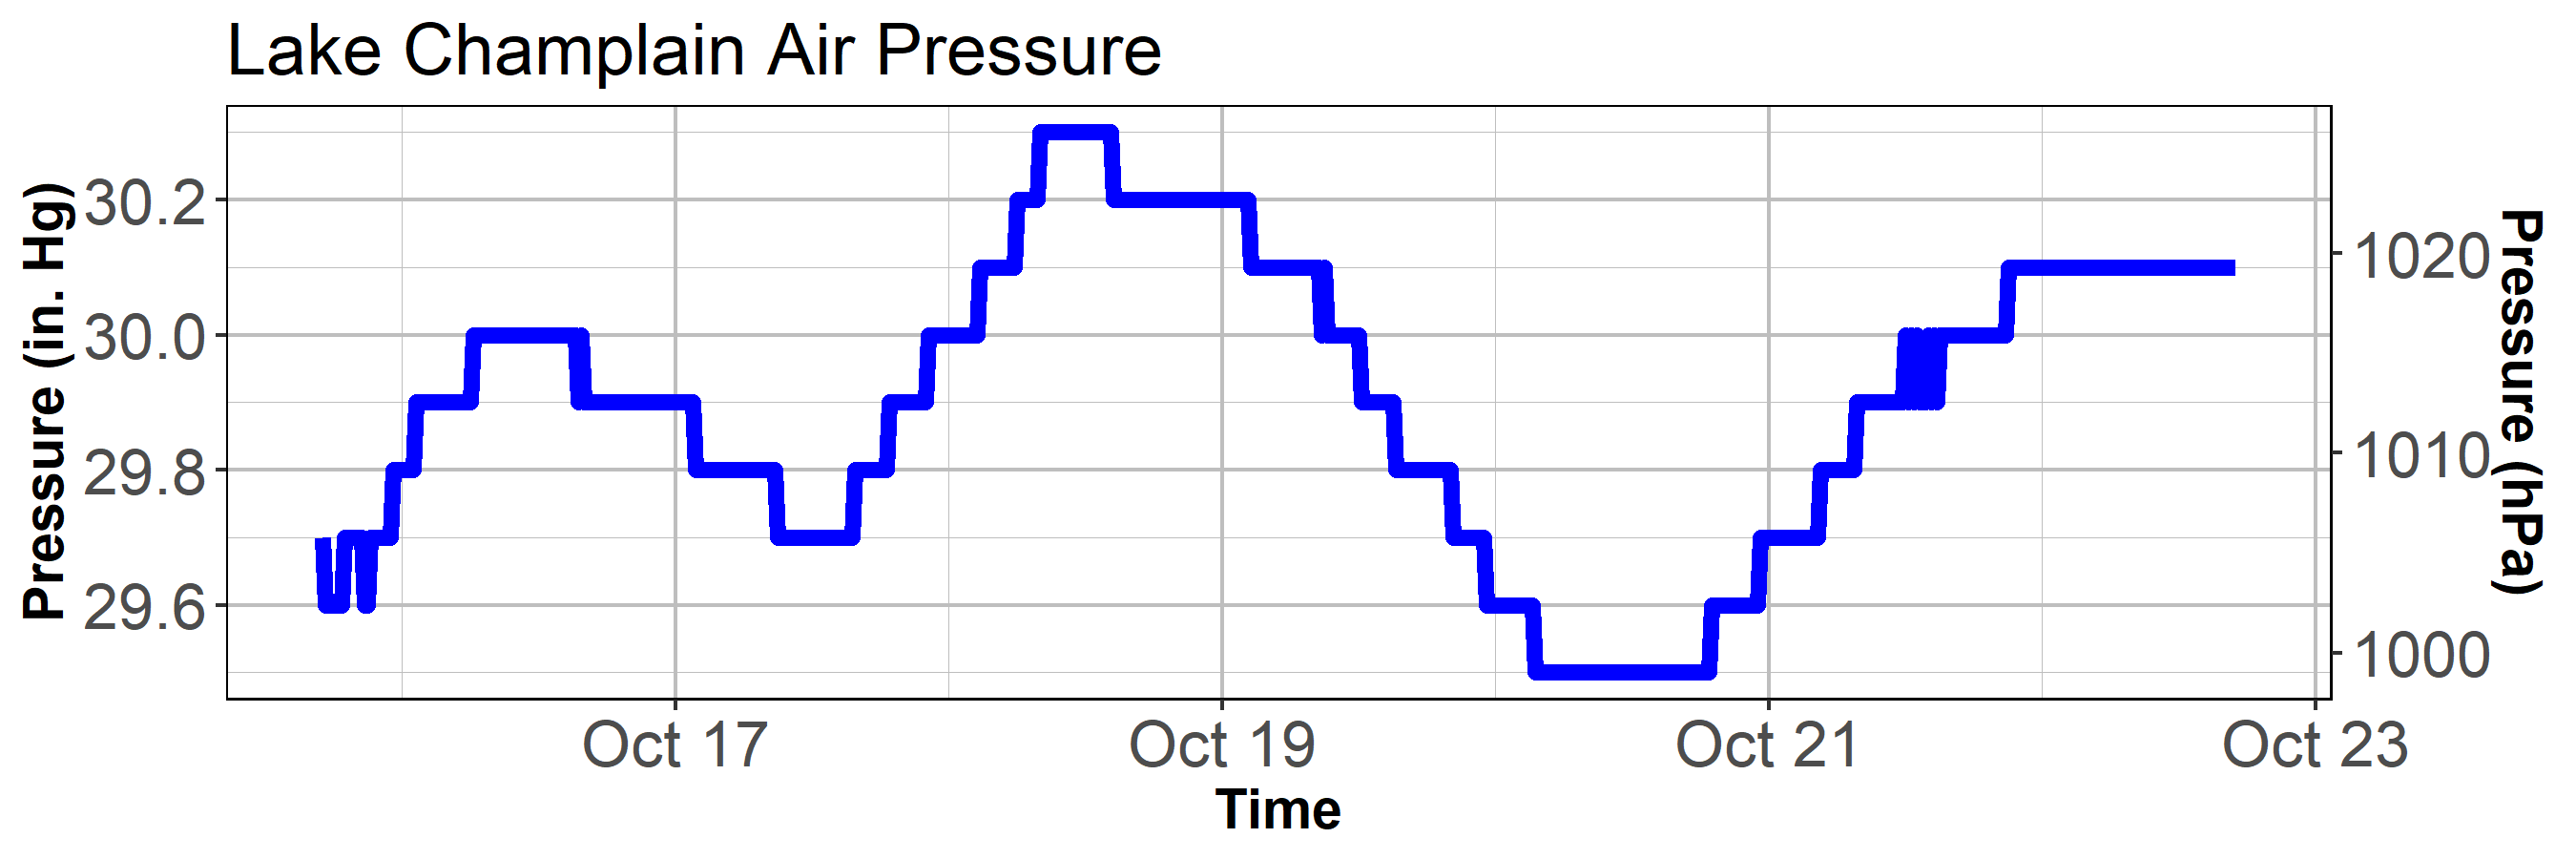 Lake Champlain Air Pressure
Pressure (in. Hg)
30.2
30.0
29.8
29.6
1020
1010
1000
Pressure (hPa)
Oct 17
Oct 19
Oct 21
Oct 23
Time